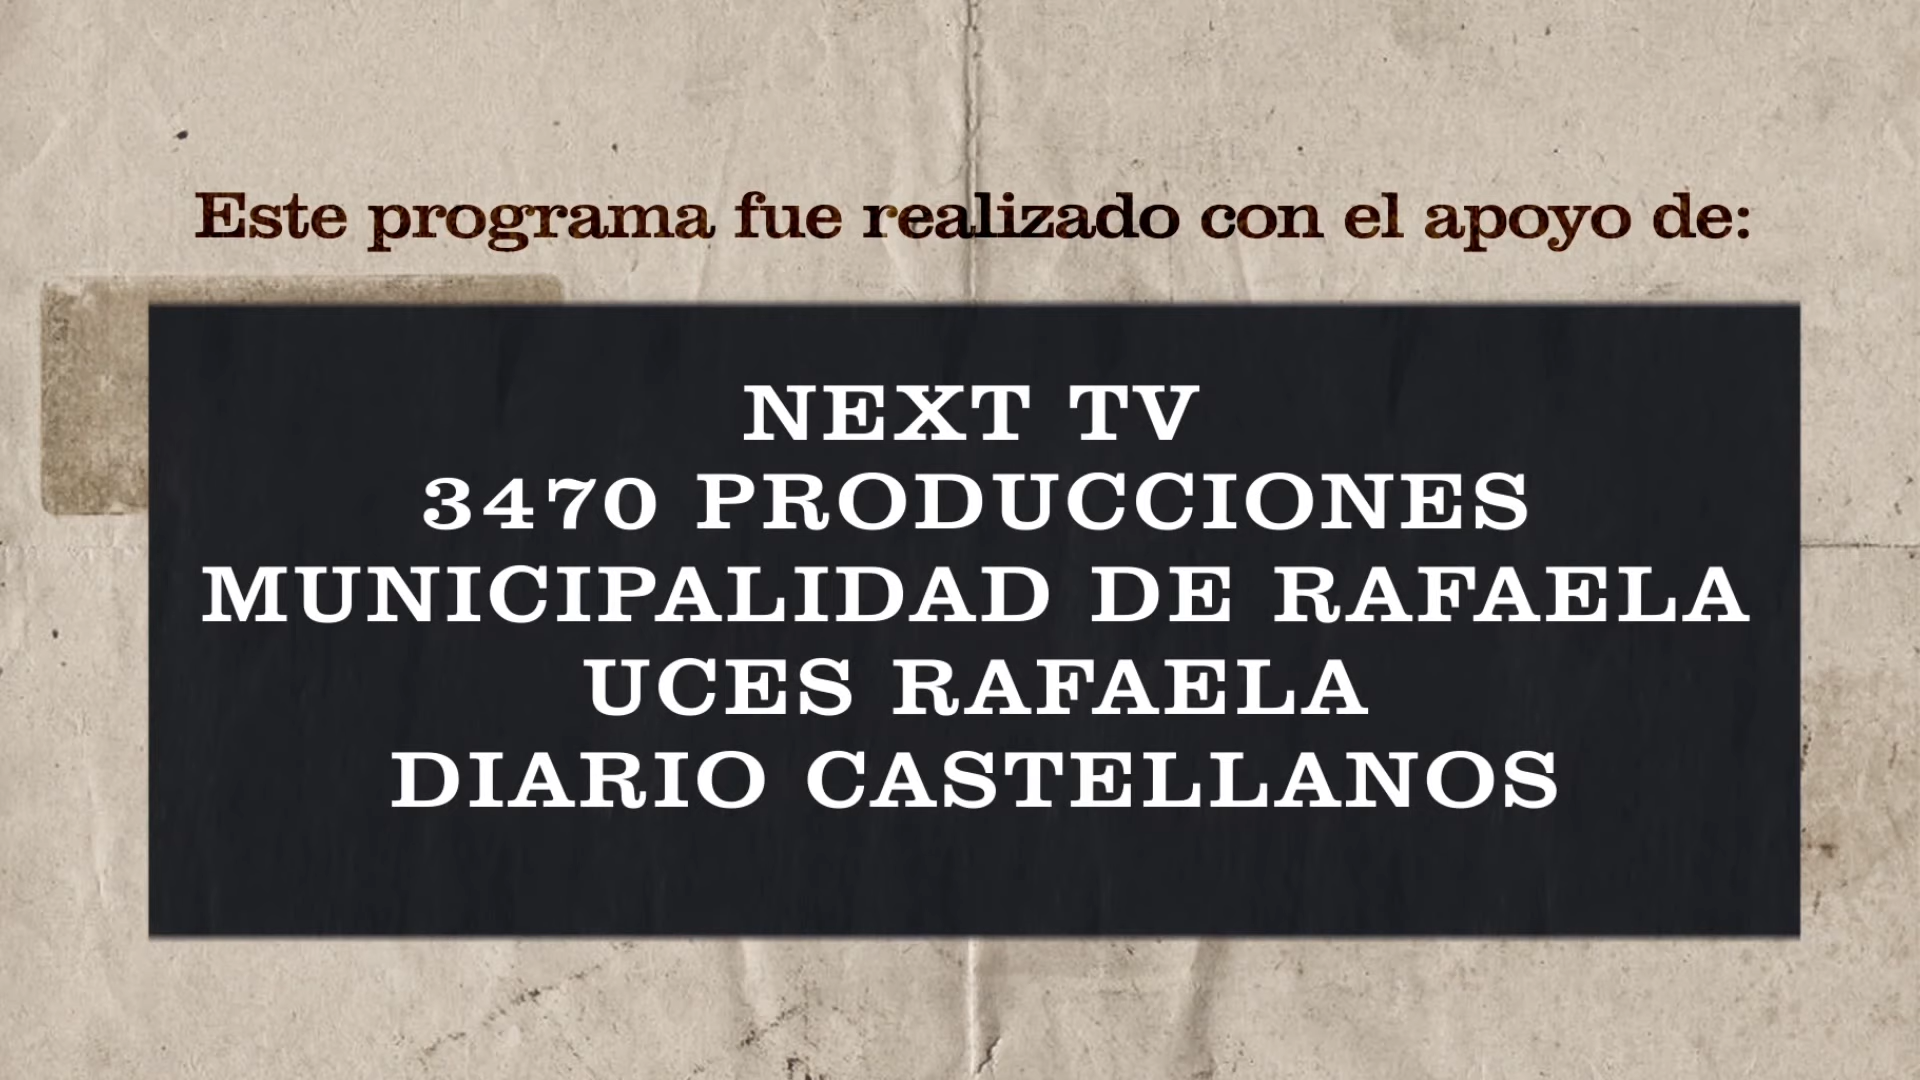 Este programa fue realizado con el apoyo de:
NEXT TV
3470 PRODUCCIONES
MUNICIPALIDAD DE RAFAELA
UCES RAFAELA
DIARIO CASTELLANOS